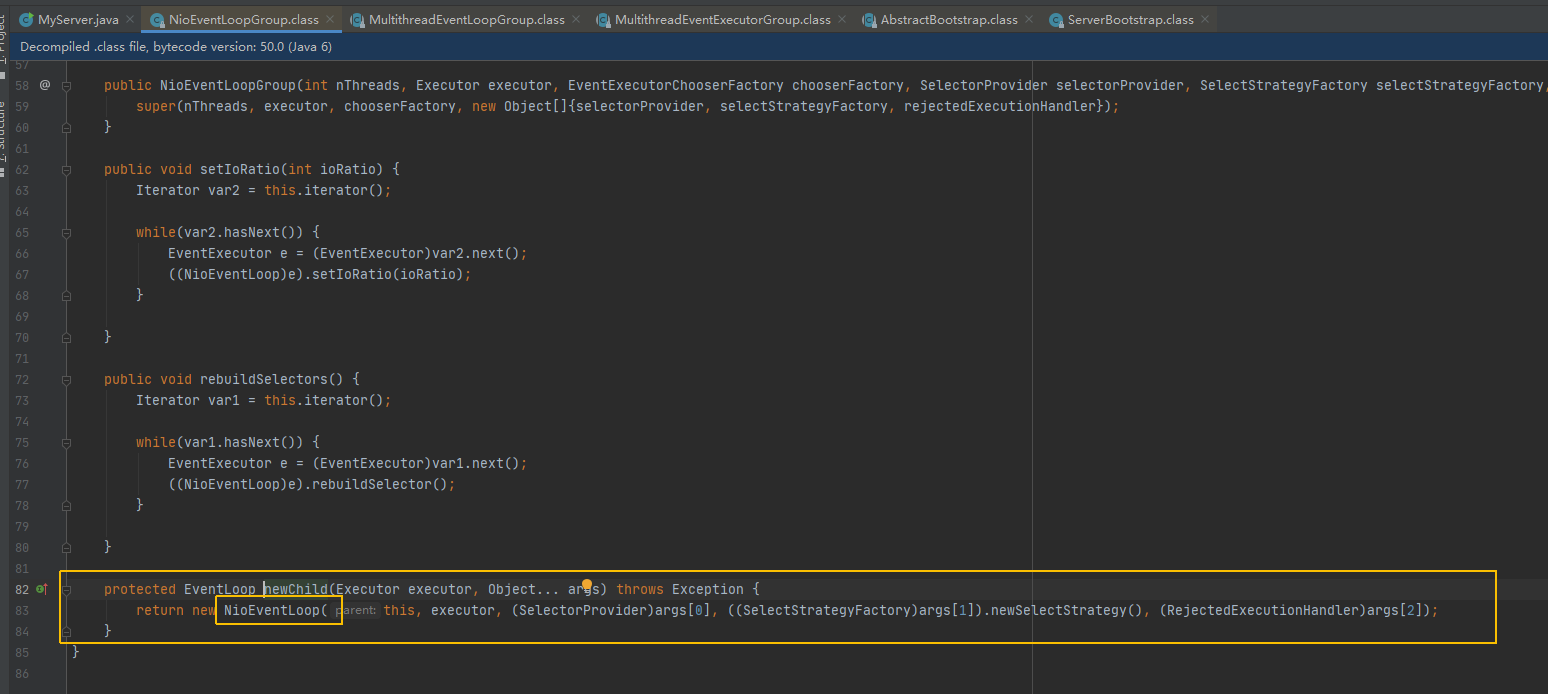 MyServer.java × NioEventLoopGroup.class × MultithreadEventLoopGroup.class × MultithreadEventExecutorGroup.class × AbstractBootstrap.class × ServerBootstrap.class ×
Decompiled .class file, bytecode version: 50.0 (Java 6)
57
58 @ public NioEventLoopGroup(int nThreads, Executor executor, EventExecutorChooserFactory chooserFactory, SelectorProvider selectorProvider, SelectStrategyFactory selectStrategyFactory,
59 super(nThreads, executor, chooserFactory, new Object[]{selectorProvider, selectStrategyFactory, rejectedExecutionHandler});
60 }
61
62 public void setIoRatio(int ioRatio) {
63 Iterator var2 = this.iterator();
64
65 while(var2.hasNext()) {
66 EventExecutor e = (EventExecutor)var2.next();
67 ((NioEventLoop)e).setIoRatio(ioRatio);
68 }
69
70 }
71
72 public void rebuildSelectors() {
73 Iterator var1 = this.iterator();
74
75 while(var1.hasNext()) {
76 EventExecutor e = (EventExecutor)var1.next();
77 ((NioEventLoop)e).rebuildSelector();
78 }
79
80 }
81
82 protected EventLoop newChild(Executor executor, Object... args) throws Exception {
83 return new NioEventLoop( parent: this, executor, (SelectorProvider)args[0], ((SelectStrategyFactory)args[1]).newSelectStrategy(), (RejectedExecutionHandler)args[2]);
84 }
85 }
86